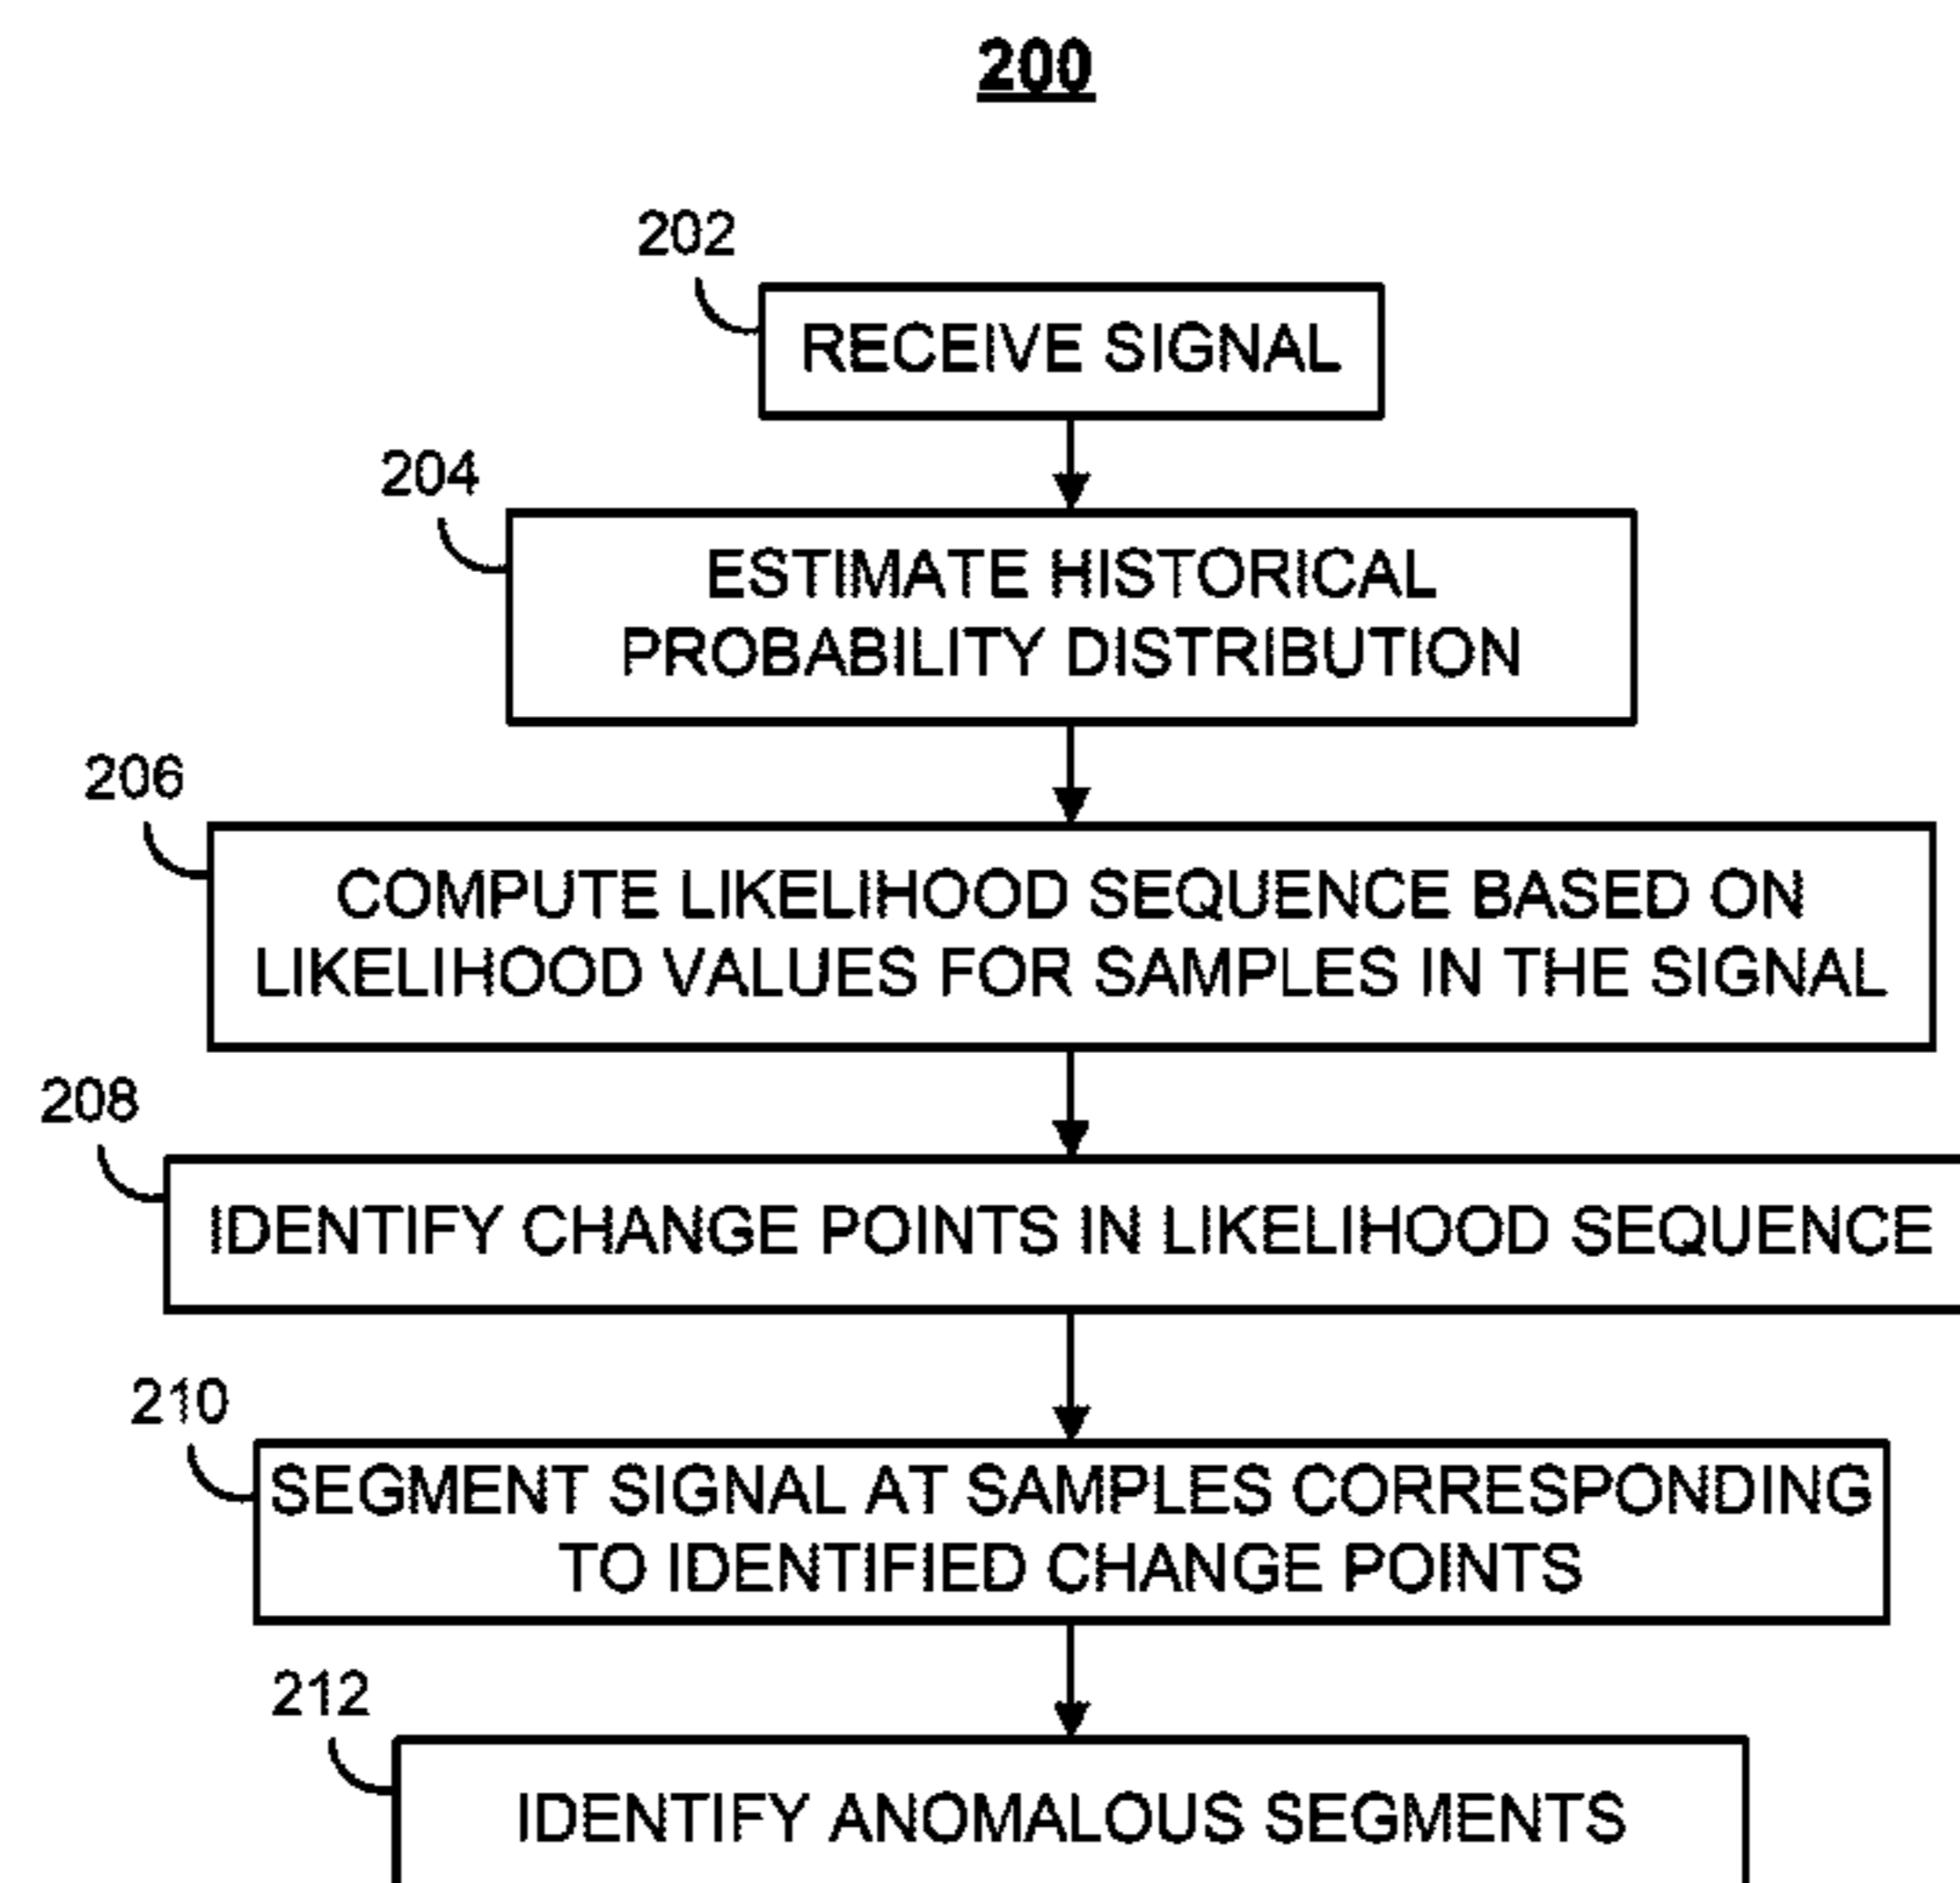 200
202
RECEIVE SIGNAL
204
ESTIMATE HISTORICAL
PROBABILITY DISTRIBUTION
206
COMPUTE LIKELIHOOD SEQUENCE BASED ON
LIKELIHOOD VALUES FOR SAMPLES IN THE SIGNAL
208
IDENTIFY CHANGE POINTS IN LIKELIHOOD SEQUENCE
210
SEGMENT SIGNAL AT SAMPLES CORRESPONDING
TO IDENTIFIED CHANGE POINTS
212
IDENTIFY ANOMALOUS SEGMENTS